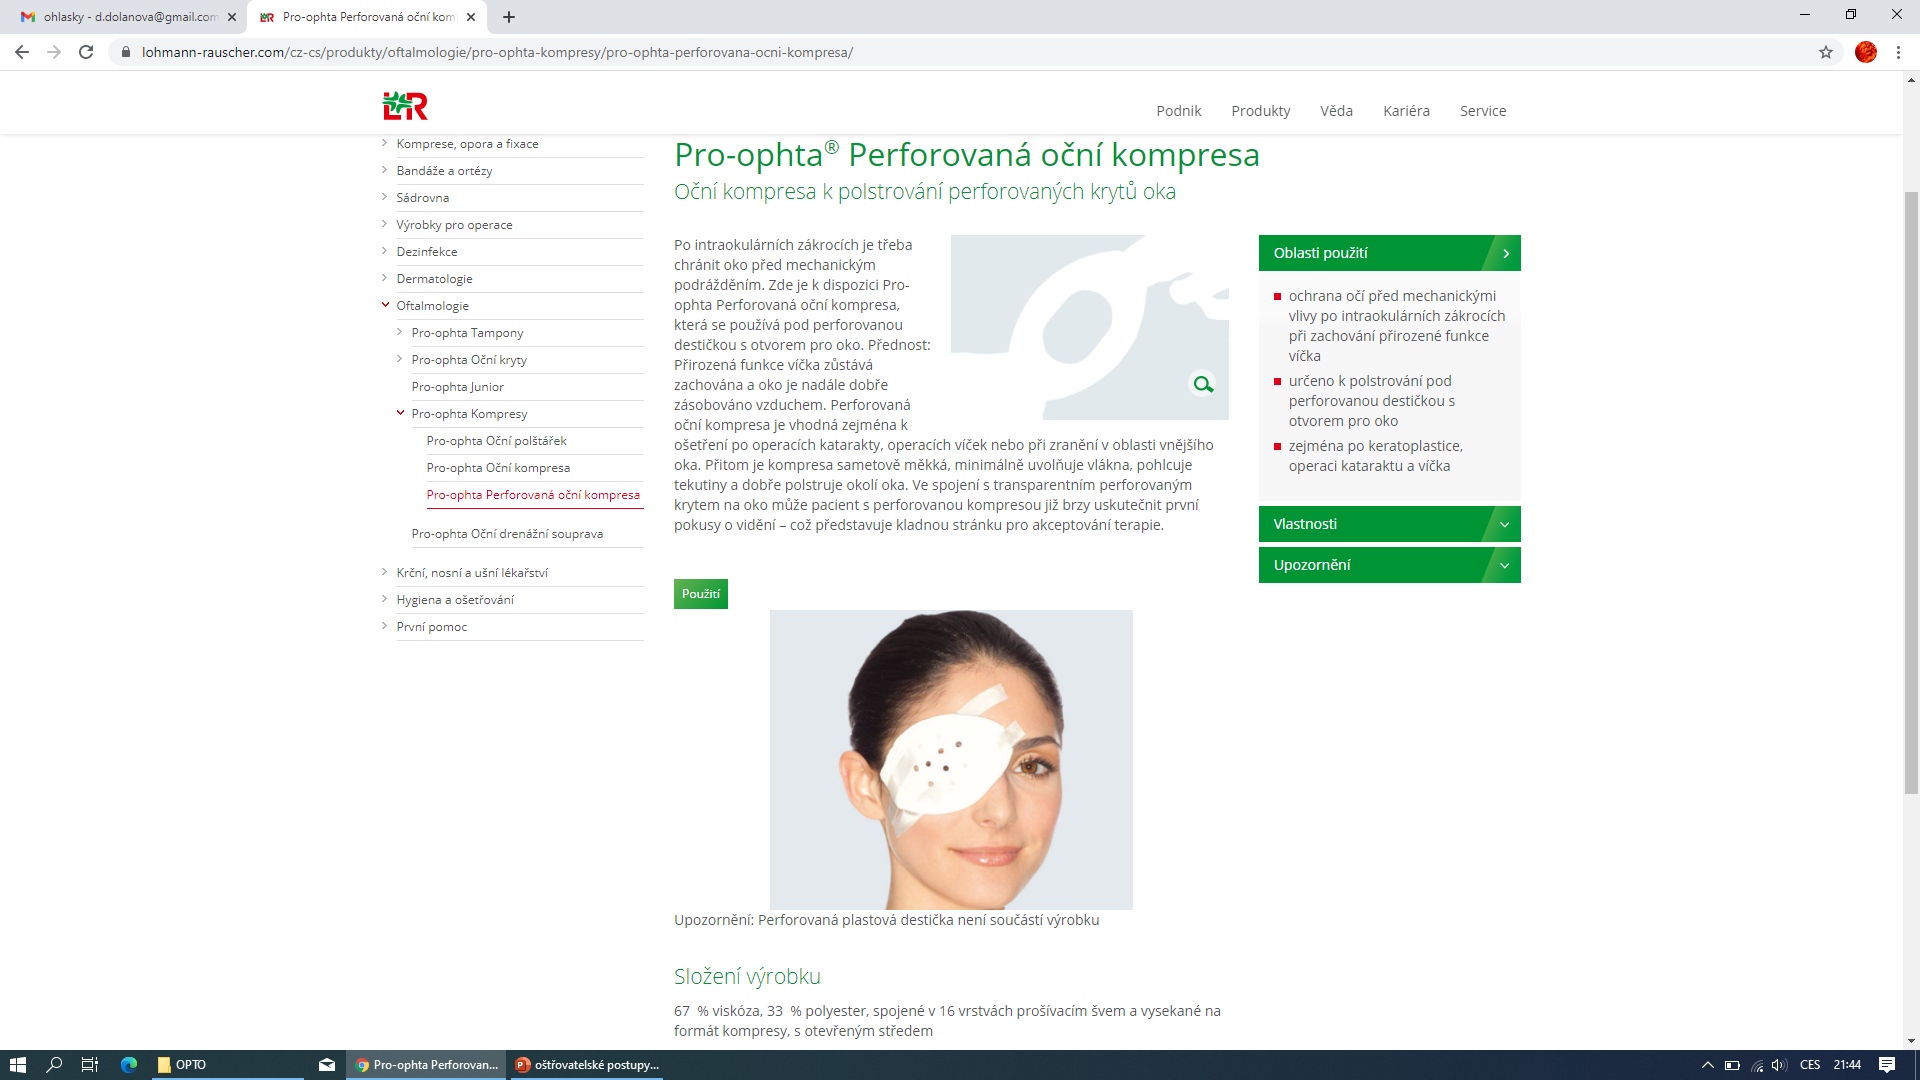 ohlasky - d.dolanova@gmail.com
Pro-ophta Perforovaná oční kom
lohmann-rauscher.com/cz-cs/produkty/oftalmologie/pro-ophta-kompresy/pro-ophta-perforovana-ocni-kompresa/
L&R
Podnik
Produkty
Věda
Kariéra
Service
Komprese, opora a fixace
Bandáže a ortézy
Sádrovna
Výrobky pro operace
Dezinfekce
Dermatologie
Oftalmologie
Pro-ophta Tampony
Pro-ophta Oční kryty
Pro-ophta Junior
Pro-ophta Kompresy
Pro-ophta Oční polštářek
Pro-ophta Oční kompresa
Pro-ophta Perforovaná oční kompresa
Pro-ophta Oční drenážní souprava
Krční, nosní a ušní lékařství
Hygiena a ošetřování
První pomoc
Pro-ophta® Perforovaná oční kompresa
Oční kompresa k polstrování perforovaných krytů oka
Po intraokulárních zákrocích je třeba
chránit oko před mechanickým
podrážděním. Zde je k dispozici Pro-
ophta Perforovaná oční kompresa,
která se používá pod perforovanou
destičkou s otvorem pro oko. Přednost:
Přirozená funkce víčka zůstává
zachována a oko je nadále dobře
zásobováno vzduchem. Perforovaná
oční kompresa je vhodná zejména k
ošetření po operacích katarakty, operacích víček nebo při zranění v oblasti vnějšího
oka. Přitom je kompresa sametově měkká, minimálně uvolňuje vlákna, pohlcuje
tekutiny a dobře polstruje okolí oka. Ve spojení s transparentním perforovaným
krytem na oko může pacient s perforovanou kompresou již brzy uskutečnit první
pokusy o vidění – což představuje kladnou stránku pro akceptování terapie.
Použití
Upozornění: Perforovaná plastová destička není součástí výrobku
Složení výrobku
67 % viskóza, 33 % polyester, spojené v 16 vrstvách prošívacím švem a vysekané na
formát kompresy, s otevřeným středem
Oblasti použití
ochrana očí před mechanickými
vlivy po intraokulárních zákrocích
při zachování přirozené funkce
víčka
určeno k polstrování pod
perforovanou destičkou s
otvorem pro oko
zejména po keratoplastice,
operaci kataraktu a víčka
Vlastnosti
Upozornění
OPTO
Pro-ophta Perforovan...
oštřovatelské postupy...
CES
21:44